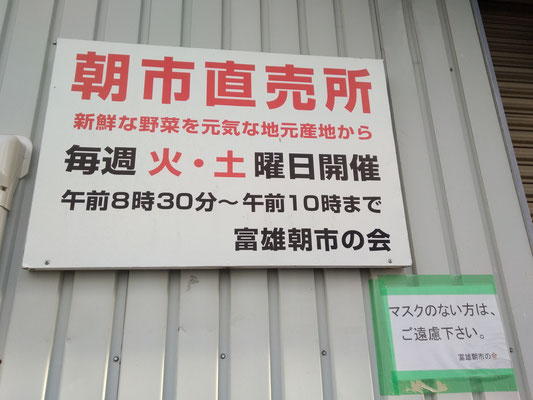 朝市直売所
新鮮な野菜を元気な地元産地から
毎週 火・土 曜日開催
午前8時30分～午前10時まで
富雄朝市の会
マスクのない方は、
ご遠慮下さい。
富雄朝市の会